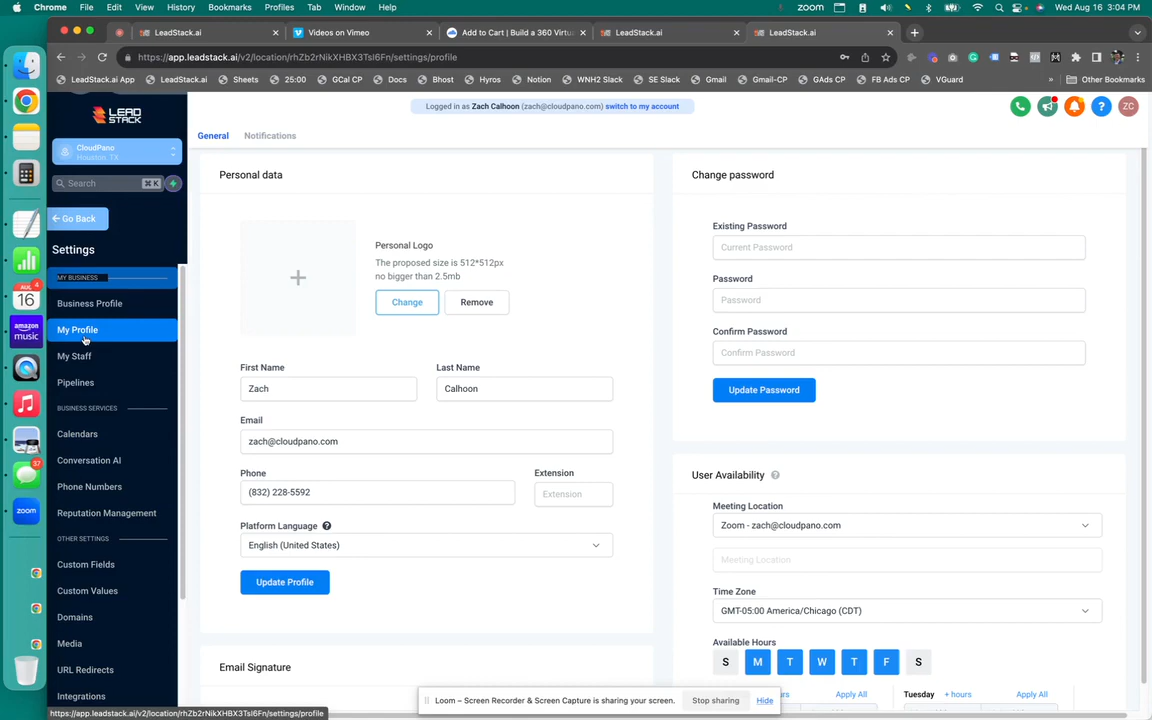 Chrome File Edit View History Bookmarks Profiles Tab Window Help
zoom Wed Aug 16 3:04 PM
LeadStack.ai
Videos on Vimeo
Add to Cart | Build a 360 Virtua
LeadStack.ai
LeadStack.ai
https://app.leadstack.ai/v2/location/rhZb2rNikXHBX3Tsl6Fn/settings/profile
LeadStack.ai App LeadStack.ai Sheets 25:00 GCal CP Docs Bhost Hyros Notion WNH2 Slack SE Slack Gmail Gmail-CP GAds CP FB Ads CP VGuard » Other Bookmarks
LEAD
STACK
Logged in as Zach Calhoon (zach@cloudpano.com) switch to my account
ZC
CloudPano
Houston, TX
Search ⌘ K
← Go Back
Settings
MY BUSINESS
Business Profile
My Profile
My Staff
Pipelines
BUSINESS SERVICES
Calendars
Conversation AI
Phone Numbers
Reputation Management
OTHER SETTINGS
Custom Fields
Custom Values
Domains
Media
URL Redirects
Integrations
General Notifications
Personal data
Personal Logo
The proposed size is 512*512px
no bigger than 2.5mb
Change Remove
First Name Last Name
Zach Calhoon
Email
zach@cloudpano.com
Phone Extension
(832) 228-5592 Extension
Platform Language
English (United States)
Update Profile
Email Signature
Change password
Existing Password
Current Password
Password
Password
Confirm Password
Confirm Password
Update Password
User Availability
Meeting Location
Zoom - zach@cloudpano.com
Meeting Location
Time Zone
GMT-05:00 America/Chicago (CDT)
Available Hours
S M T W T F S
Apply All Tuesday + hours Apply All
Loom – Screen Recorder & Screen Capture is sharing your screen. Stop sharing Hide
https://app.leadstack.ai/v2/location/rhZb2rNikXHBX3Tsl6Fn/settings/profile
AUG
16
4
amazon
music
37
zoom